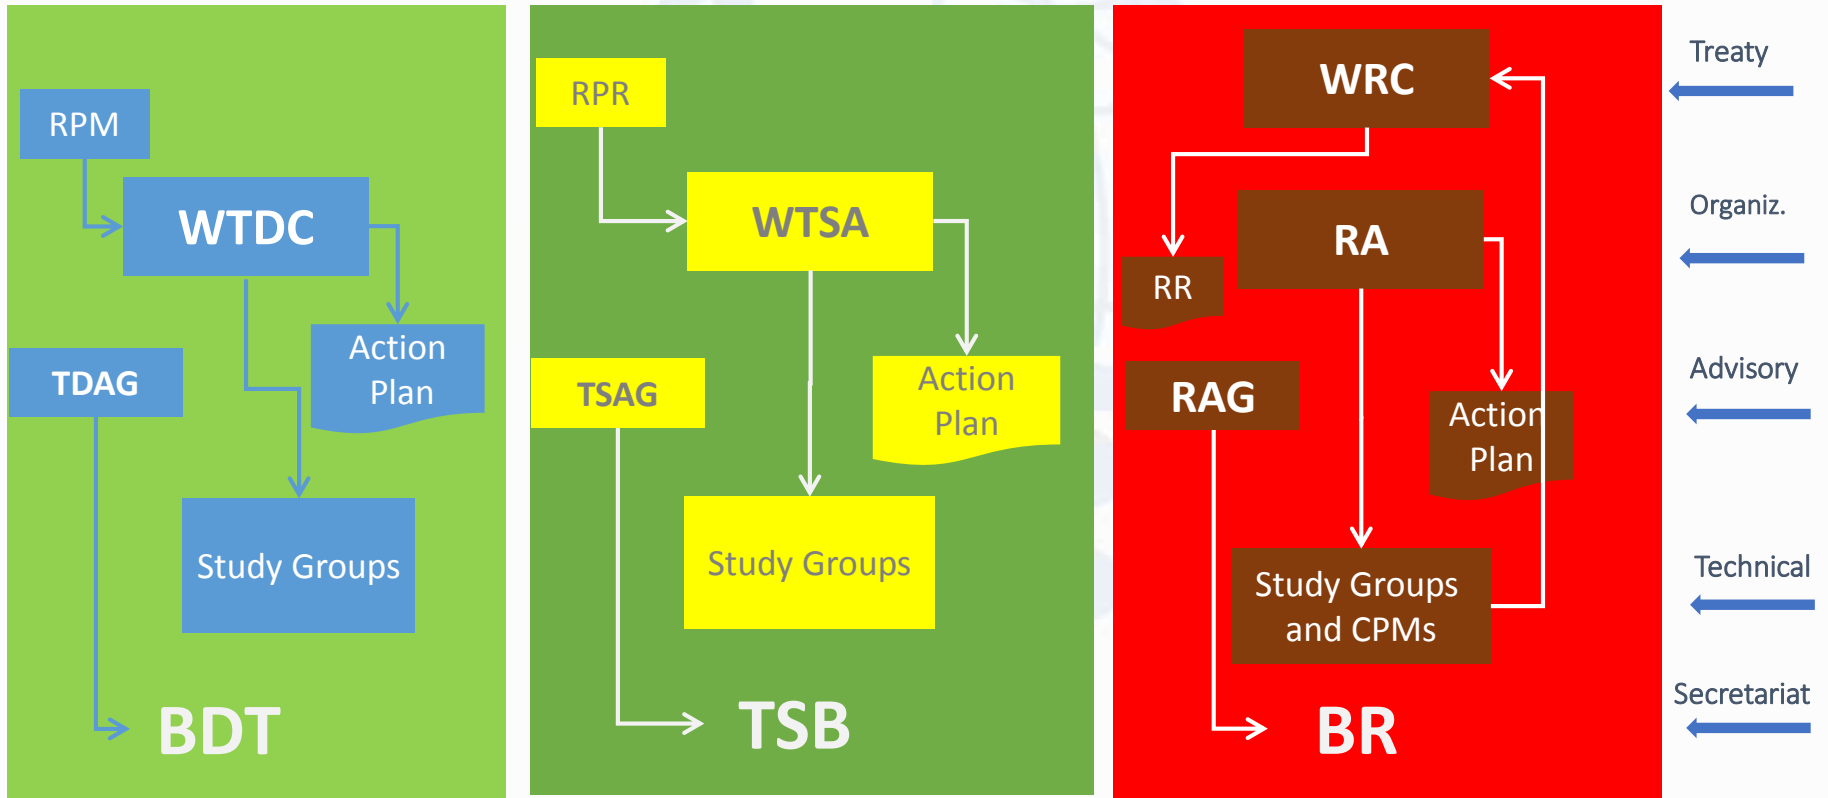 RPM
WTDC
Action
Plan
TDAG
Study Groups
BDT
RPR
WTSA
Action
Plan
TSAG
Study Groups
TSB
WRC
RA
RR
RAG
Action
Plan
Study Groups
and CPMs
BR
Treaty
Organiz.
Advisory
Technical
Secretariat